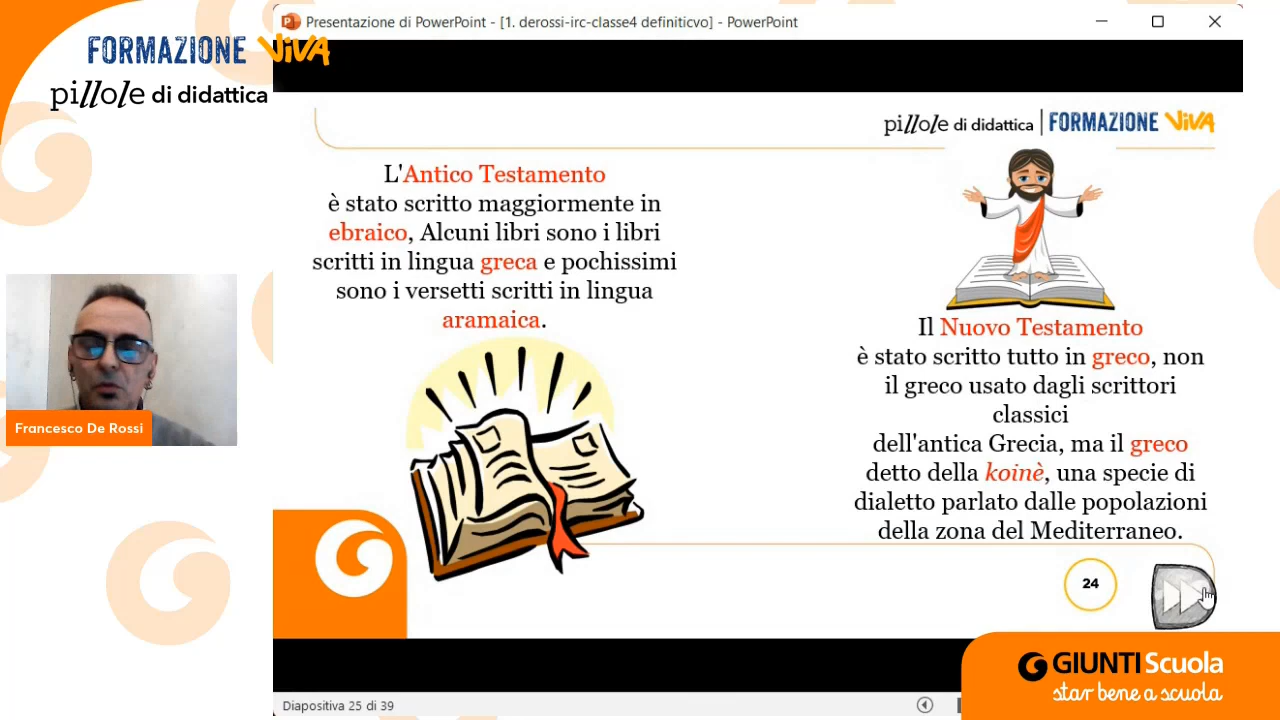 Presentazione di PowerPoint - [1. derossi-irc-classe4 definiticvo] - PowerPoint
FORMAZIONE VIVA
pillole di didattica
pillole di didattica | FORMAZIONE VIVA
L'Antico Testamento
è stato scritto maggiormente in
ebraico, Alcuni libri sono i libri
scritti in lingua greca e pochissimi
sono i versetti scritti in lingua
aramaica.
Il Nuovo Testamento
è stato scritto tutto in greco, non
il greco usato dagli scrittori
classici
dell'antica Grecia, ma il greco
detto della koinè, una specie di
dialetto parlato dalle popolazioni
della zona del Mediterraneo.
Francesco De Rossi
24
GIUNTI Scuola
star bene a scuola
Diapositiva 25 di 39